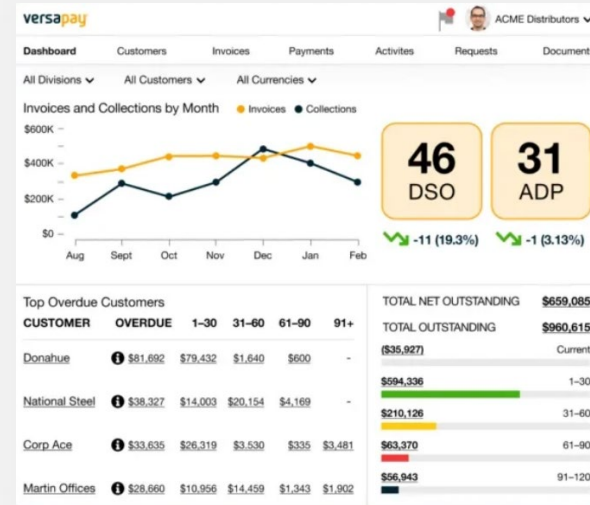 versapay
ACME Distributors
Dashboard Customers Invoices Payments Activites Requests Document
All Divisions All Customers All Currencies
Invoices and Collections by Month Invoices Collections
$600K
$400K
$200K
$0
Aug Sept Oct Nov Dec Jan Feb
46
DSO
-11 (19.3%)
31
ADP
-1 (3.13%)
Top Overdue Customers
CUSTOMER OVERDUE 1–30 31–60 61–90 91+
Donahue $81,692 $79,432 $1,640 $600 -
National Steel $38,327 $14,003 $20,154 $4,169 -
Corp Ace $33,635 $26,319 $3.530 $335 $3,481
Martin Offices $28,660 $10,956 $14,459 $1,343 $1,902
TOTAL NET OUTSTANDING $659,085
TOTAL OUTSTANDING $960,615
($35,927) Current
$594,336 1–30
$210,126 31–60
$63,370 61–90
$56,943 91–120